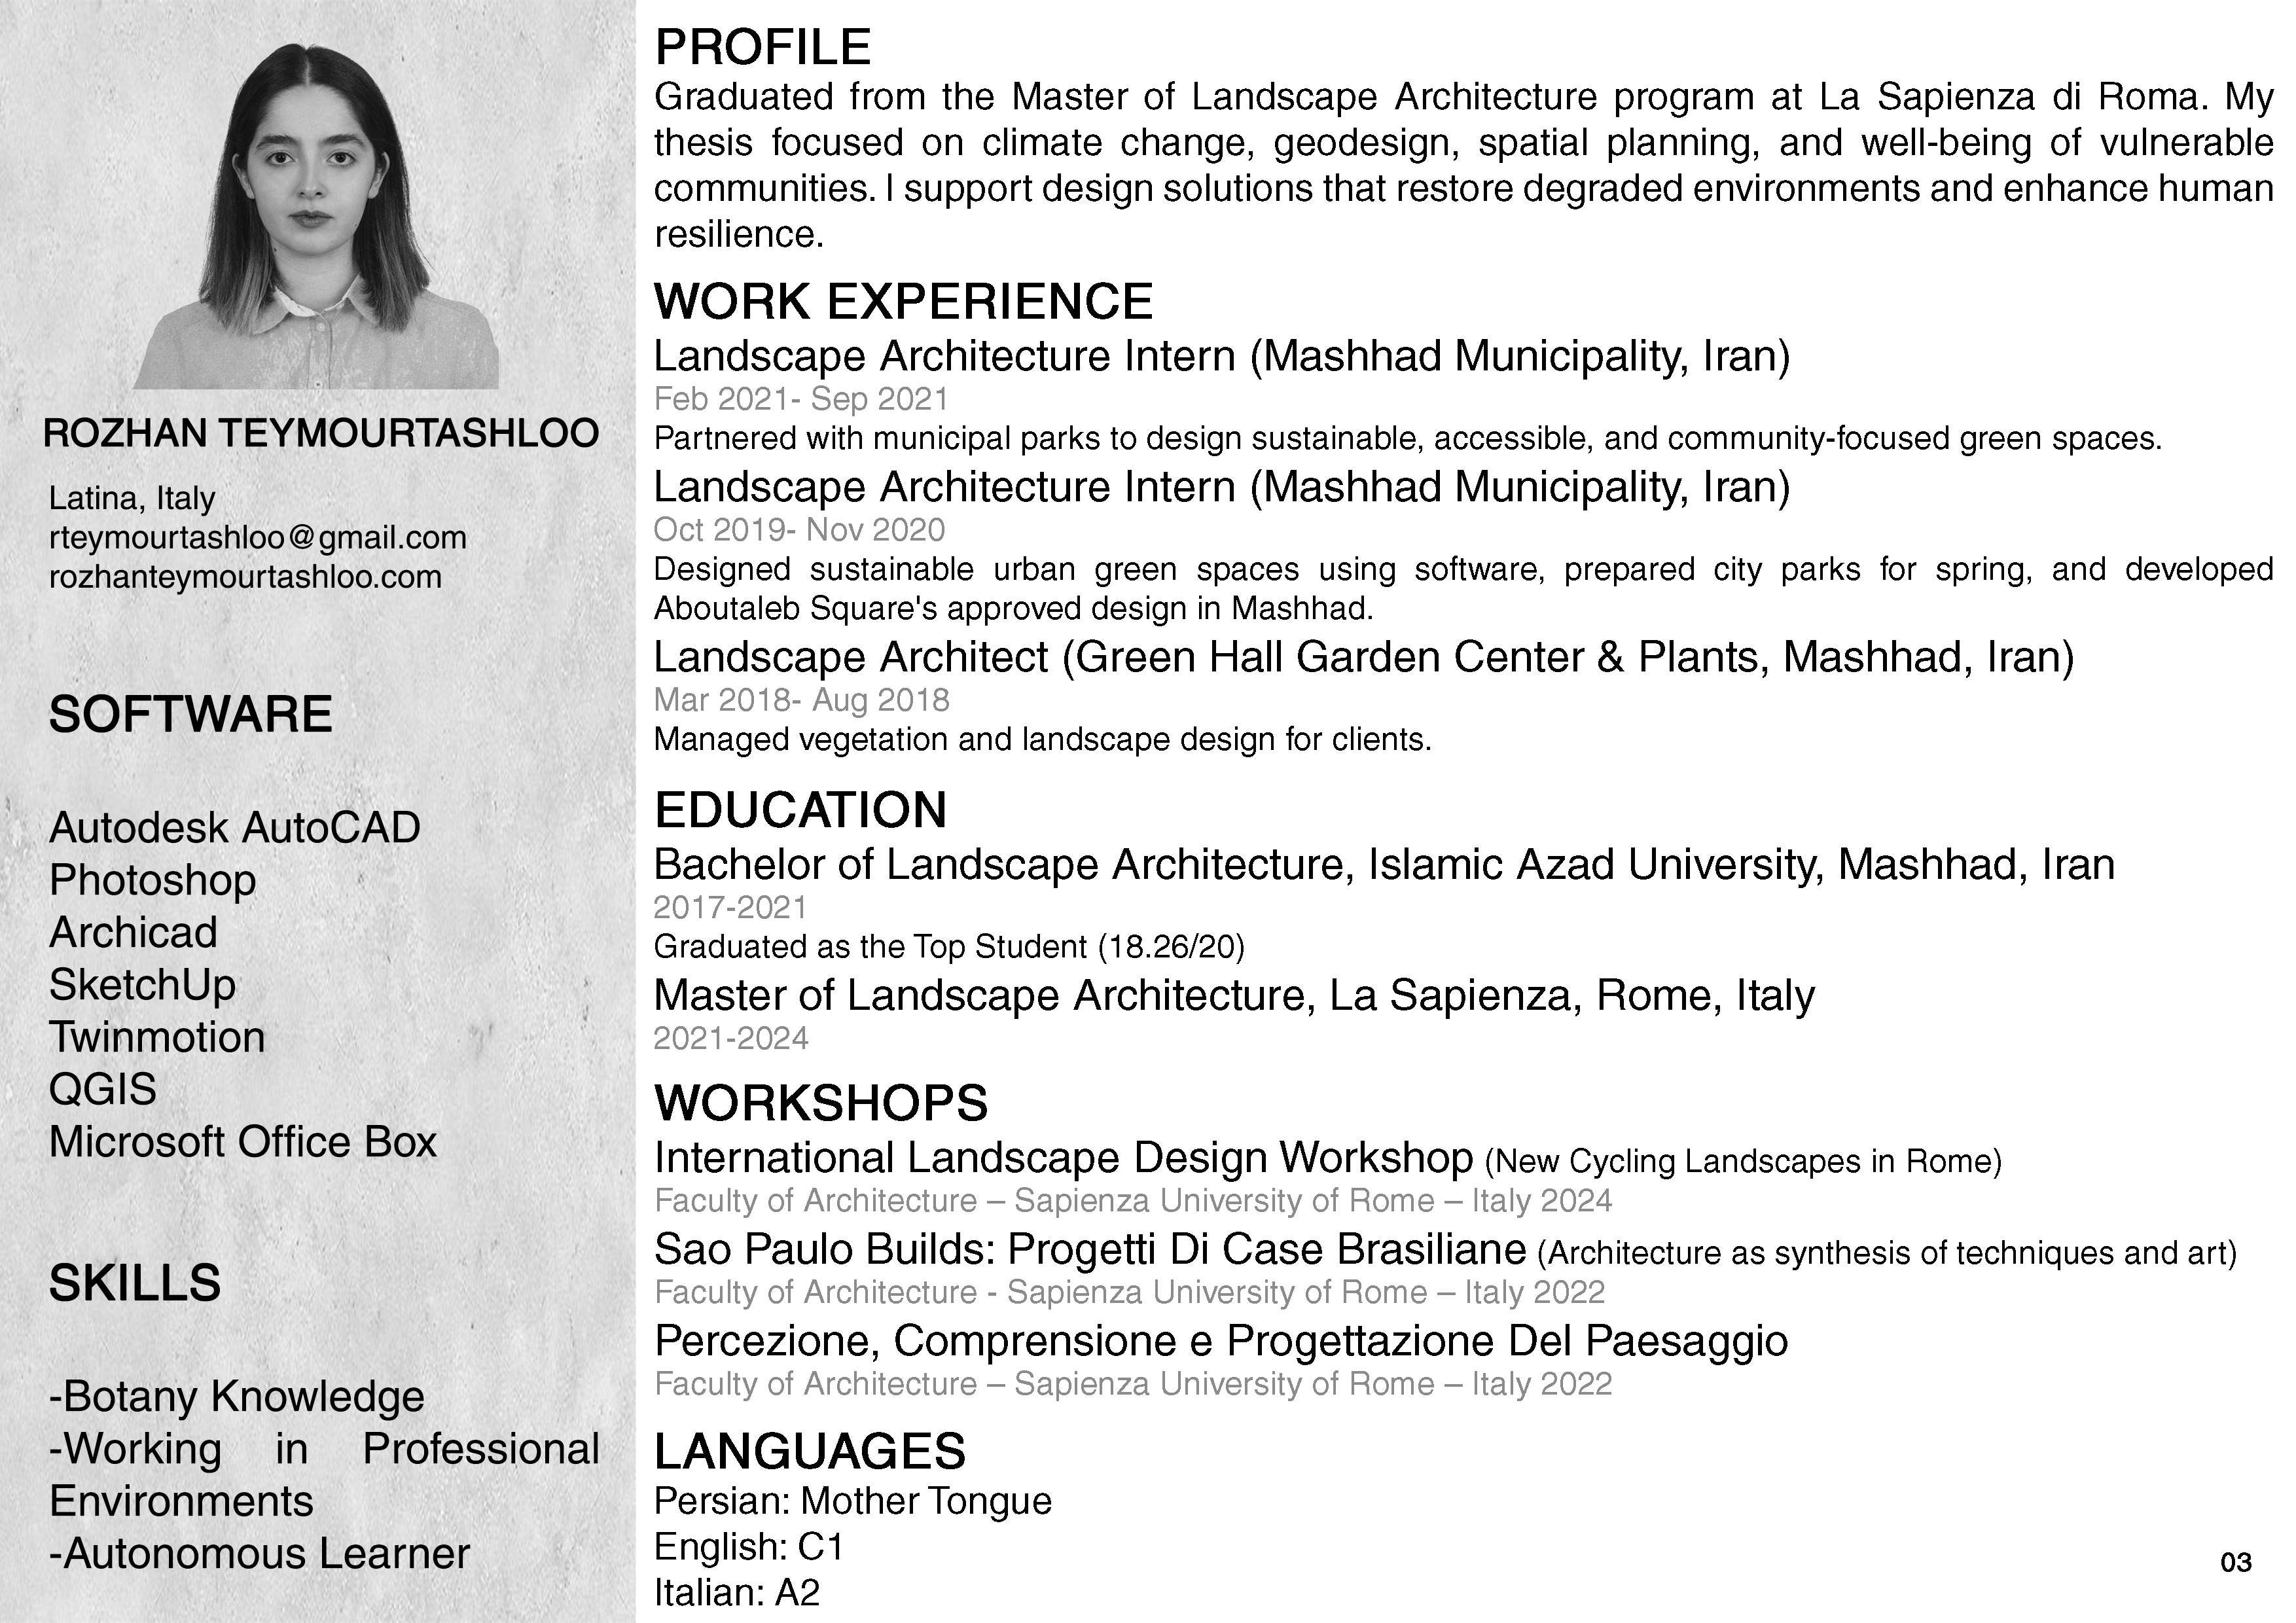 ROZHAN TEYMOURTASHLOO
Latina, Italy
rteymourtashloo@gmail.com
rozhanteymourtashloo.com
SOFTWARE
Autodesk AutoCAD
Photoshop
Archicad
SketchUp
Twinmotion
QGIS
Microsoft Office Box
SKILLS
-Botany Knowledge
-Working in Professional
Environments
-Autonomous Learner
PROFILE
Graduated from the Master of Landscape Architecture program at La Sapienza di Roma. My
thesis focused on climate change, geodesign, spatial planning, and well-being of vulnerable
communities. I support design solutions that restore degraded environments and enhance human
resilience.
WORK EXPERIENCE
Landscape Architecture Intern (Mashhad Municipality, Iran)
Feb 2021- Sep 2021
Partnered with municipal parks to design sustainable, accessible, and community-focused green spaces.
Landscape Architecture Intern (Mashhad Municipality, Iran)
Oct 2019- Nov 2020
Designed sustainable urban green spaces using software, prepared city parks for spring, and developed
Aboutaleb Square's approved design in Mashhad.
Landscape Architect (Green Hall Garden Center & Plants, Mashhad, Iran)
Mar 2018- Aug 2018
Managed vegetation and landscape design for clients.
EDUCATION
Bachelor of Landscape Architecture, Islamic Azad University, Mashhad, Iran
2017-2021
Graduated as the Top Student (18.26/20)
Master of Landscape Architecture, La Sapienza, Rome, Italy
2021-2024
WORKSHOPS
International Landscape Design Workshop (New Cycling Landscapes in Rome)
Faculty of Architecture – Sapienza University of Rome – Italy 2024
Sao Paulo Builds: Progetti Di Case Brasiliane (Architecture as synthesis of techniques and art)
Faculty of Architecture - Sapienza University of Rome – Italy 2022
Percezione, Comprensione e Progettazione Del Paesaggio
Faculty of Architecture – Sapienza University of Rome – Italy 2022
LANGUAGES
Persian: Mother Tongue
English: C1
Italian: A2
03